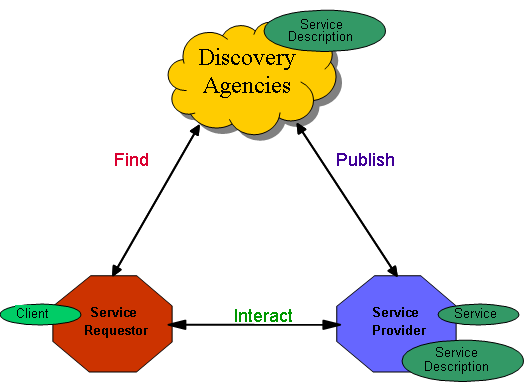 Service
Description
Discovery
Agencies
Find
Publish
Client
Service
Requestor
Interact
Service
Provider
Service
Service
Description